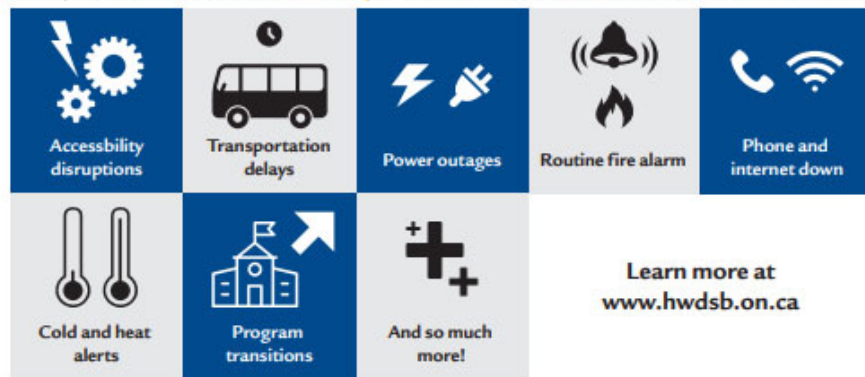 Accessbility
disruptions
Transportation
delays
Power outages
Routine fire alarm
Phone and
internet down
Cold and heat
alerts
Program
transitions
And so much
more!
Learn more at
www.hwdsb.on.ca